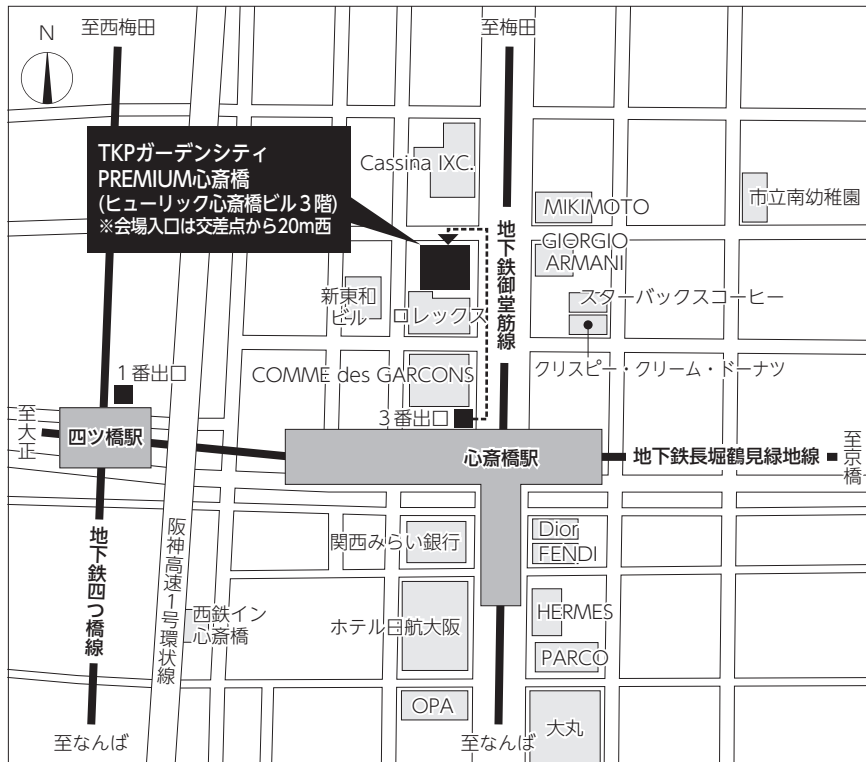 至西梅田
至梅田
N
TKPガーデンシティ
PREMIUM心斎橋
(ヒューリック心斎橋ビル３階)
※会場入口は交差点から20m西
Cassina IXC.
MIKIMOTO
市立南幼稚園
地下鉄御堂筋線
GIORGIO
ARMANI
新東和
ビル
ロレックス
スターバックスコーヒー
クリスピー・クリーム・ドーナツ
１番出口
COMME des GARCONS
３番出口
至大正
四ツ橋駅
心斎橋駅
地下鉄長堀鶴見緑地線
至京橋
地下鉄四つ橋線
阪神高速１号環状線
関西みらい銀行
Dior
FENDI
西鉄イン
心斎橋
ホテル日航大阪
HERMES
PARCO
OPA
大丸
至なんば
至なんば